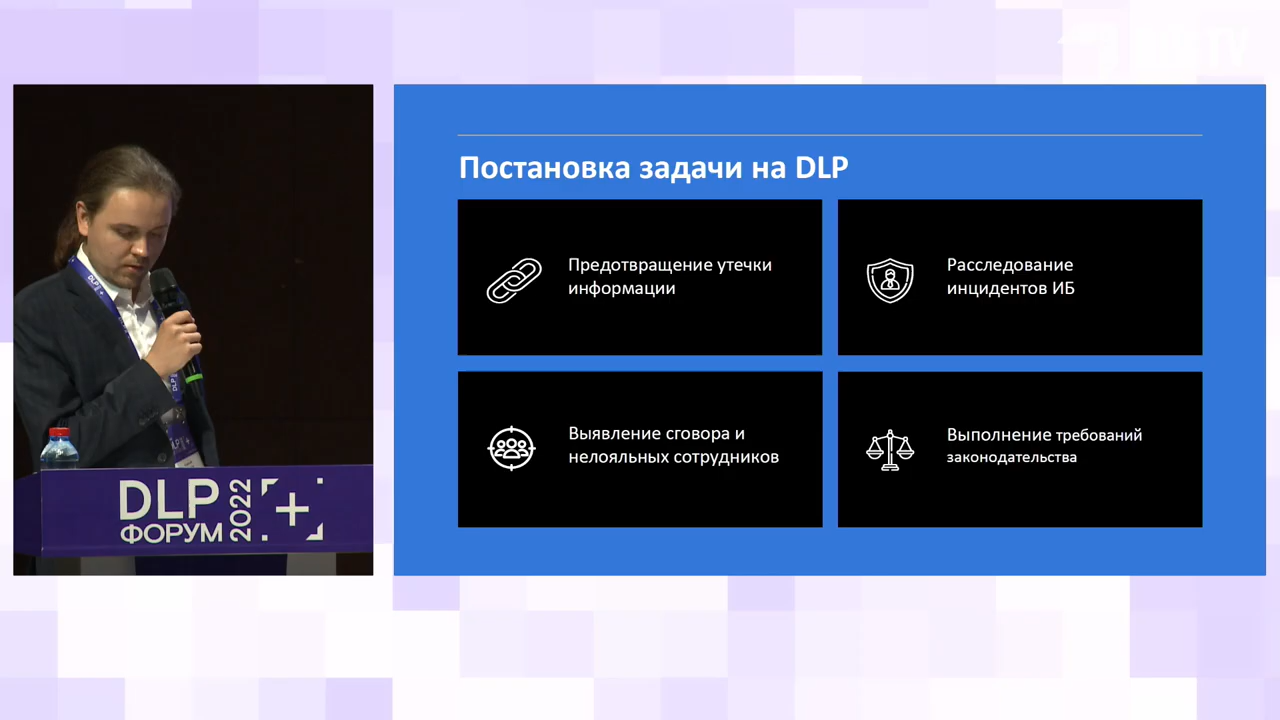 Постановка задачи на DLP
Предотвращение утечки
информации
Расследование
инцидентов ИБ
Выявление сговора и
нелояльных сотрудников
Выполнение требований
законодательства
DLP
ФОРУМ
2022
DLP